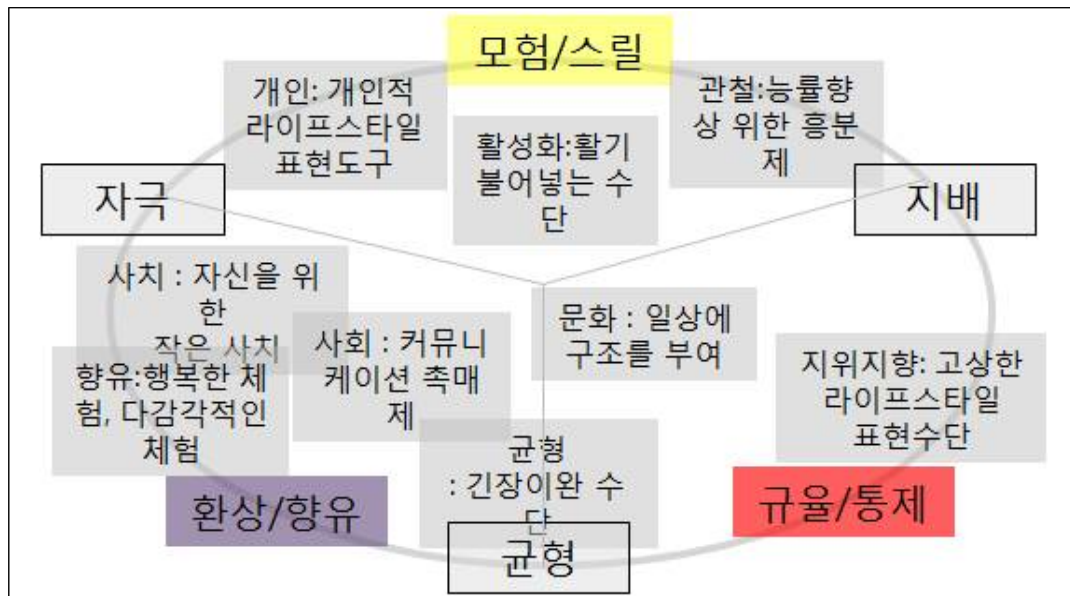 모험/스릴
개인: 개인적
라이프스타일
표현도구
관철:능률향
상 위한 흥분
제
활성화:활기
불어넣는 수
단
자극
지배
사치 : 자신을 위
한
작은 사치
향유:행복한 체
험, 다감각적인
체험
사회 : 커뮤니
케이션 촉매
제
문화 : 일상에
구조를 부여
지위지향: 고상한
라이프스타일
표현수단
균형
: 긴장이완 수
단
환상/향유
규율/통제
균형